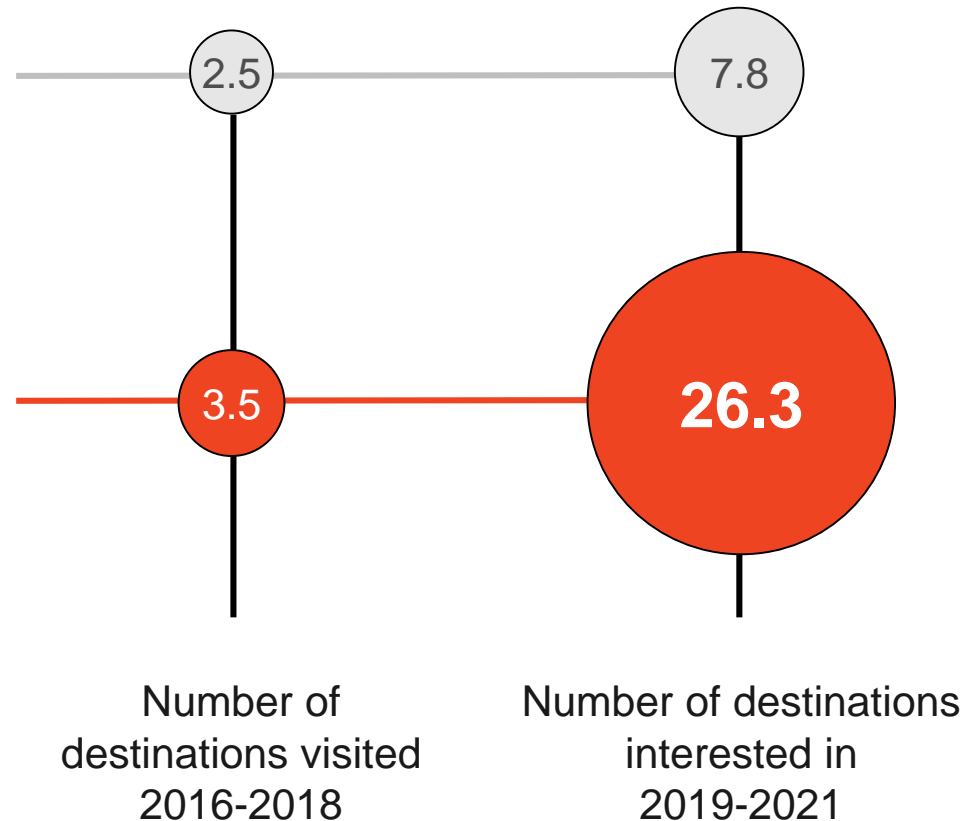 2.5
7.8
3.5
26.3
Number of
destinations visited
2016-2018
Number of destinations
interested in
2019-2021